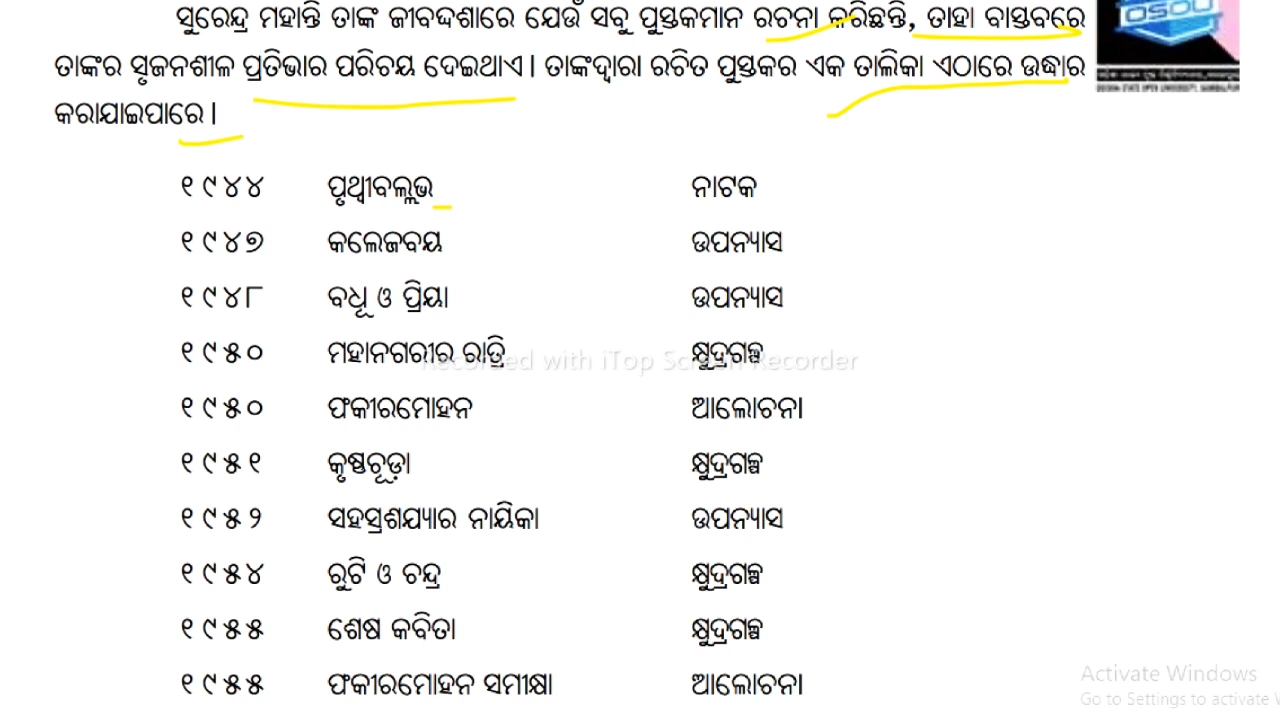 ସୁରେନ୍ଦ୍ର ମହାନ୍ତି ତାଙ୍କ ଜୀବଦ୍ଦଶାରେ ଯେଉଁ ସବୁ ପୁସ୍ତକମାନ ରଚନା କରିଛନ୍ତି, ତାହା ବାସ୍ତବରେ
ତାଙ୍କର ସୃଜନଶୀଳ ପ୍ରତିଭାର ପରିଚୟ ଦେଇଥାଏ। ତାଙ୍କଦ୍ୱାରା ରଚିତ ପୁସ୍ତକର ଏକ ତାଲିକା ଏଠାରେ ଉଦ୍ଧାର
କରାଯାଇପାରେ।
OSOU
୧୯୪୪ ପୃଥ୍ୱୀବଲ୍ଲଭ ନାଟକ
୧୯୪୭ କଲେଜବୟ ଉପନ୍ୟାସ
୧୯୪୮ ବଧୂ ଓ ପ୍ରିୟା ଉପନ୍ୟାସ
୧୯୫୦ ମହାନଗରୀର ରାତ୍ରି କ୍ଷୁଦ୍ରଗଳ୍ପ
Recorded with iTop Screen Recorder
୧୯୫୦ ଫକୀରମୋହନ ଆଲୋଚନା
୧୯୫୧ କୃଷ୍ଣଚୂଡ଼ା କ୍ଷୁଦ୍ରଗଳ୍ପ
୧୯୫୨ ସହସ୍ରଶଯ୍ୟାର ନାୟିକା ଉପନ୍ୟାସ
୧୯୫୪ ରୁଟି ଓ ଚନ୍ଦ୍ର କ୍ଷୁଦ୍ରଗଳ୍ପ
୧୯୫୫ ଶେଷ କବିତା କ୍ଷୁଦ୍ରଗଳ୍ପ
୧୯୫୫ ଫକୀରମୋହନ ସମୀକ୍ଷା ଆଲୋଚନା
Activate Windows
Go to Settings to activate